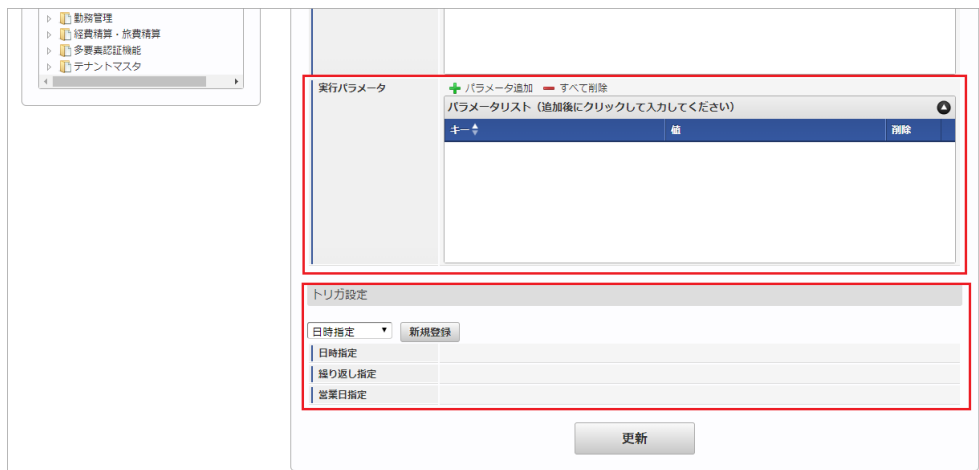 勤務管理
経費精算・旅費精算
多要素認証機能
テナントマスタ
実行パラメータ
パラメータ追加 すべて削除
パラメータリスト（追加後にクリックして入力してください）
キー 値 削除
トリガ設定
日時指定 新規登録
日時指定
繰り返し指定
営業日指定
更新